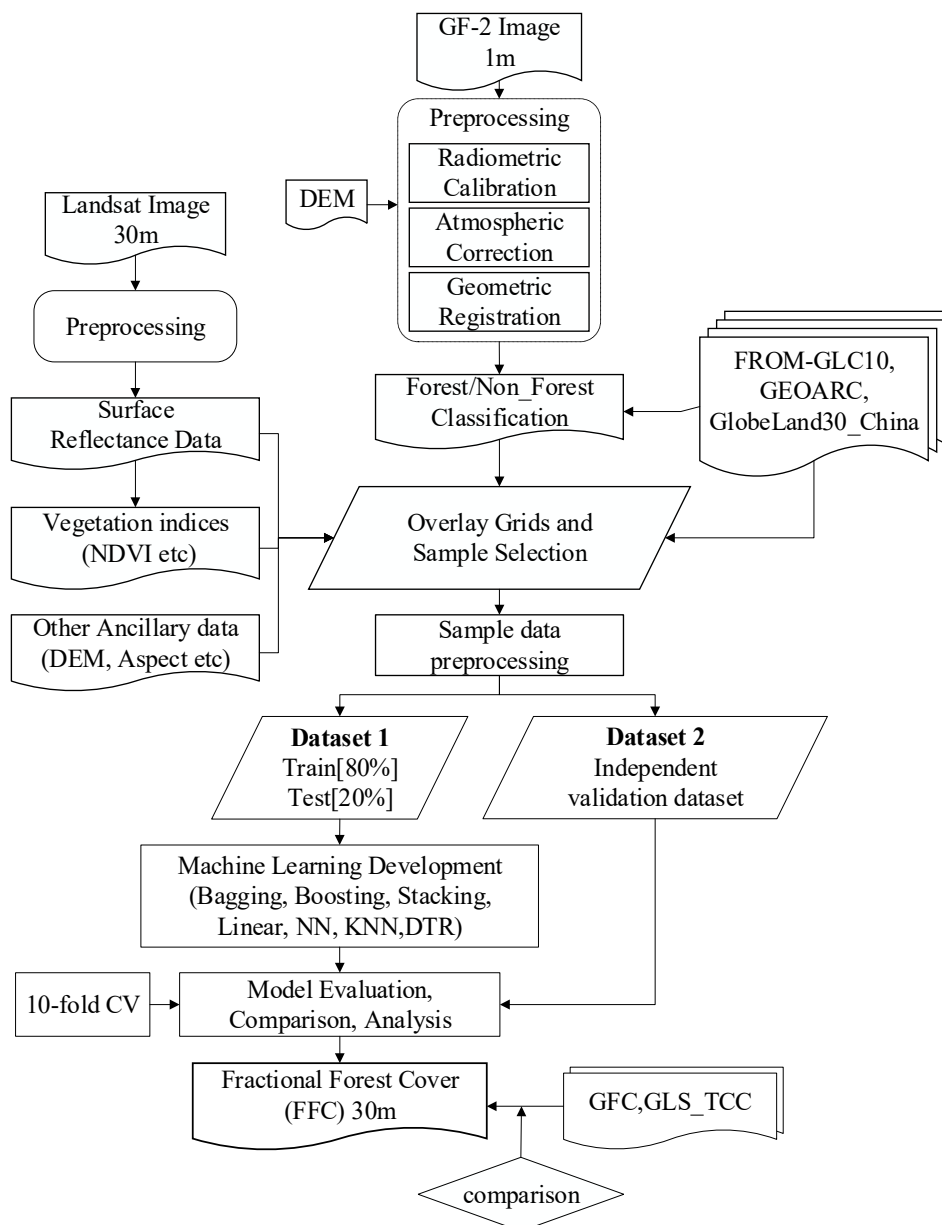 GF-2 Image
1m
Preprocessing
Radiometric
Calibration
DEM
Atmospheric
Correction
Geometric
Registration
Landsat Image
30m
Preprocessing
Surface
Reflectance Data
Forest/Non_Forest
Classification
FROM-GLC10,
GEOARC,
GlobeLand30_China
Vegetation indices
(NDVI etc)
Overlay Grids and
Sample Selection
Other Ancillary data
(DEM, Aspect etc)
Sample data
preprocessing
Dataset 1
Train[80%]
Test[20%]
Dataset 2
Independent
validation dataset
Machine Learning Development
(Bagging, Boosting, Stacking,
Linear, NN, KNN,DTR)
10-fold CV
Model Evaluation,
Comparison, Analysis
Fractional Forest Cover
(FFC) 30m
GFC,GLS_TCC
comparison